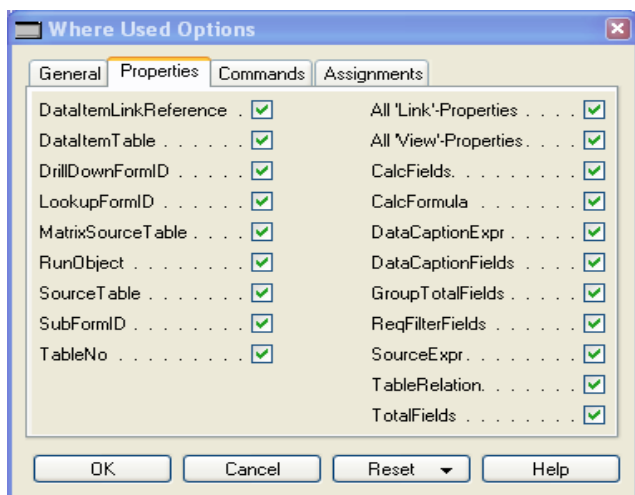 Where Used Options
General Properties Commands Assignments
DataItemLinkReference .
DataItemTable . . . . . .
DrillDownFormID . . . . .
LookupFormID . . . . . .
MatrixSourceTable . . . .
RunObject . . . . . . . .
SourceTable . . . . . . .
SubFormID . . . . . . . .
TableNo . . . . . . . . .
All 'Link'-Properties . . . .
All 'View'-Properties . . . .
CalcFields. . . . . . . . .
CalcFormula . . . . . . .
DataCaptionExpr . . . . .
DataCaptionFields . . . .
GroupTotalFields . . . . .
ReqFilterFields . . . . . .
SourceExpr. . . . . . . .
TableRelation. . . . . . .
TotalFields . . . . . . . .
OK Cancel Reset Help